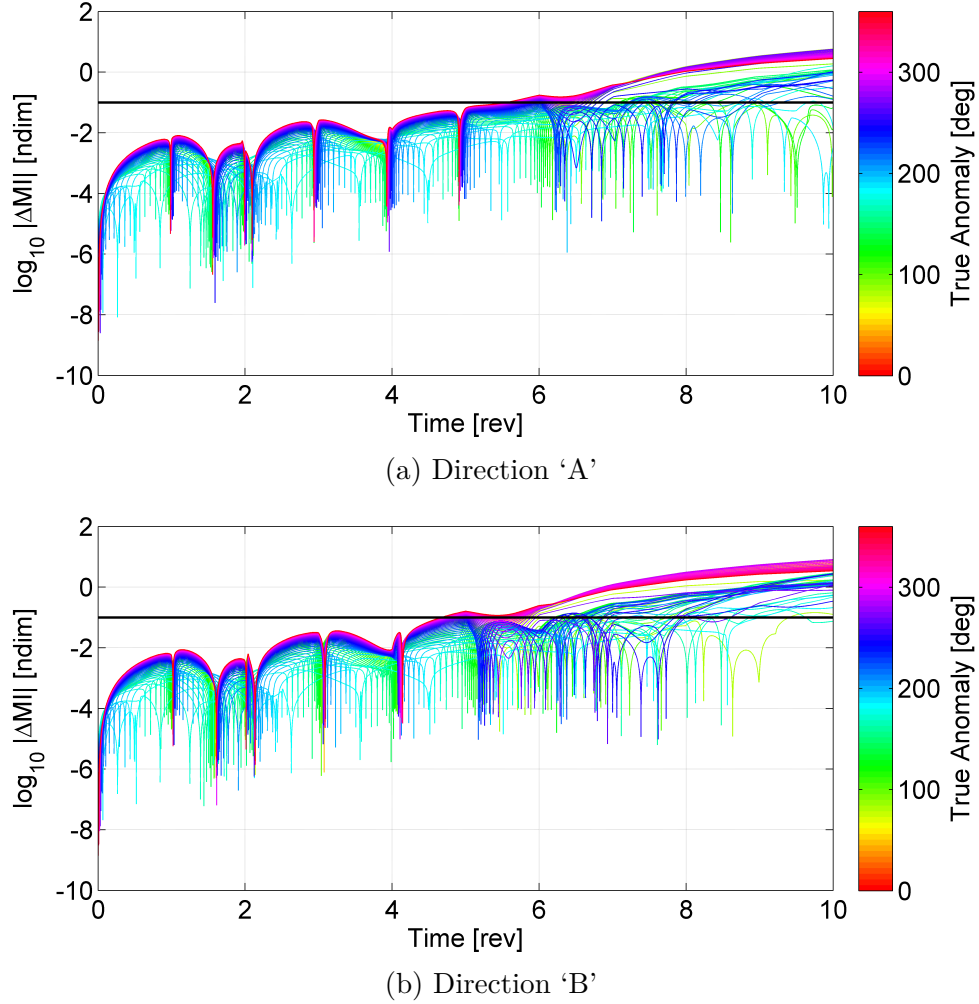 2
0
-2
-4
-6
-8
-10
log₁₀ |ΔMI| [ndim]
0 2 4 6 8 10
Time [rev]
300
200
100
0
True Anomaly [deg]
(a) Direction ‘A’
2
0
-2
-4
-6
-8
-10
log₁₀ |ΔMI| [ndim]
0 2 4 6 8 10
Time [rev]
300
200
100
0
True Anomaly [deg]
(b) Direction ‘B’